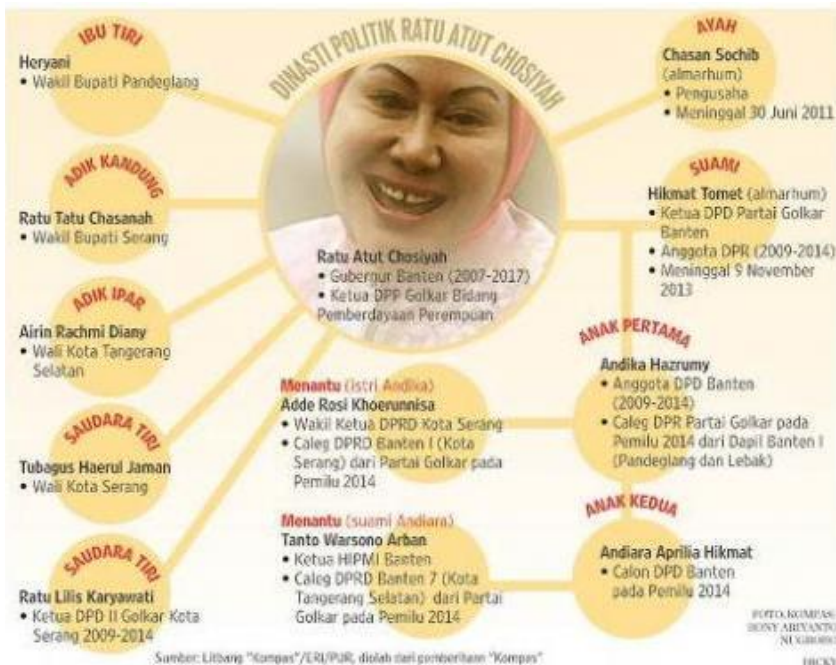 DINASTI POLITIK RATU ATUT CHOSIYAH
IBU TIRI
Heryani
• Wakil Bupati Pandeglang
ADIK KANDUNG
Ratu Tatu Chasanah
• Wakil Bupati Serang
ADIK IPAR
Airin Rachmi Diany
• Wali Kota Tangerang
Selatan
SAUDARA TIRI
Tubagus Haerul Jaman
• Wali Kota Serang
SAUDARA TIRI
Ratu Lilis Karyawati
• Ketua DPD II Golkar Kota
Serang 2009-2014
Ratu Atut Chosiyah
• Gubergur Banten (2007-2017)
• Ketua DPP Golkar Bidang
Pemberdayaan Perempuan
AYAH
Chasan Sochib
(almarhum)
• Pengusaha
• Meninggal 30 Juni 2011
SUAMI
Hikmat Tomet (almarhum)
• Ketua DPD Partai Golkar
Banten
• Anggota DPR (2009-2014)
• Meninggal 9 November
2013
ANAK PERTAMA
Andika Hazrumy
• Anggota DPD Banten
(2009-2014)
• Caleg DPR Partai Golkar pada
Pemilu 2014 dari Dapil Banten I
(Pandeglang dan Lebak)
Menantu (istri Andika)
Adde Rosi Khoerunnisa
• Wakil Ketua DPRD Kota Serang
• Caleg DPRD Banten I (Kota
Serang) dari Partai Golkar pada
Pemilu 2014
ANAK KEDUA
Andiara Aprilia Hikmat
• Calon DPD Banten
pada Pemilu 2014
Menantu (suami Andiara)
Tanto Warsono Arban
• Ketua HIPMI Banten
• Caleg DPRD Banten 7 (Kota
Tangerang Selatan) dari Partai
Golkar pada Pemilu 2014
FOTO: KOMPAS/
NUGROHO
Sumber: Litbang "Kompas"/ERI/PUR, diolah dari pemberitaan "Kompas"